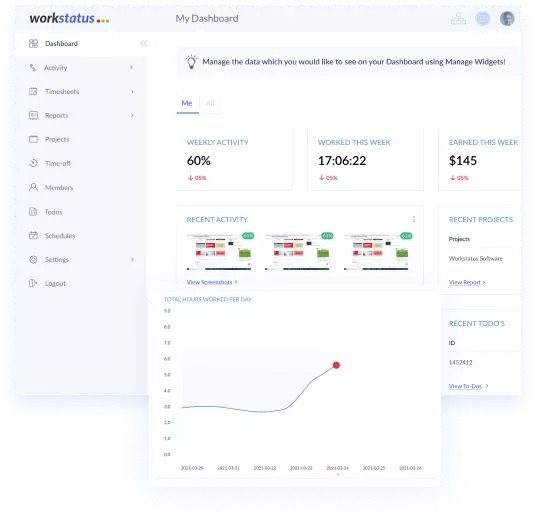 workstatus
My Dashboard
Dashboard
Activity
Timesheets
Reports
Projects
Time-off
Members
Todos
Schedules
Settings
Logout
Manage the data which you would like to see on your Dashboard using Manage Widgets!
Me
All
WEEKLY ACTIVITY
60%
05%
WORKED THIS WEEK
17:06:22
05%
EARNED THIS WEEK
$145
05%
RECENT ACTIVITY
61%
61%
61%
View Screenshots
RECENT PROJECTS
Projects
Workstatus Software
View Report
RECENT TODO'S
ID
1452412
View To-Dos
TOTAL HOURS WORKED PER DAY
9.0
8.0
7.0
6.0
5.0
4.0
3.0
2.0
1.0
0.0
2021-03-20 2021-03-21 2021-03-22 2021-03-23 2021-03-24 2021-03-25 2021-03-26